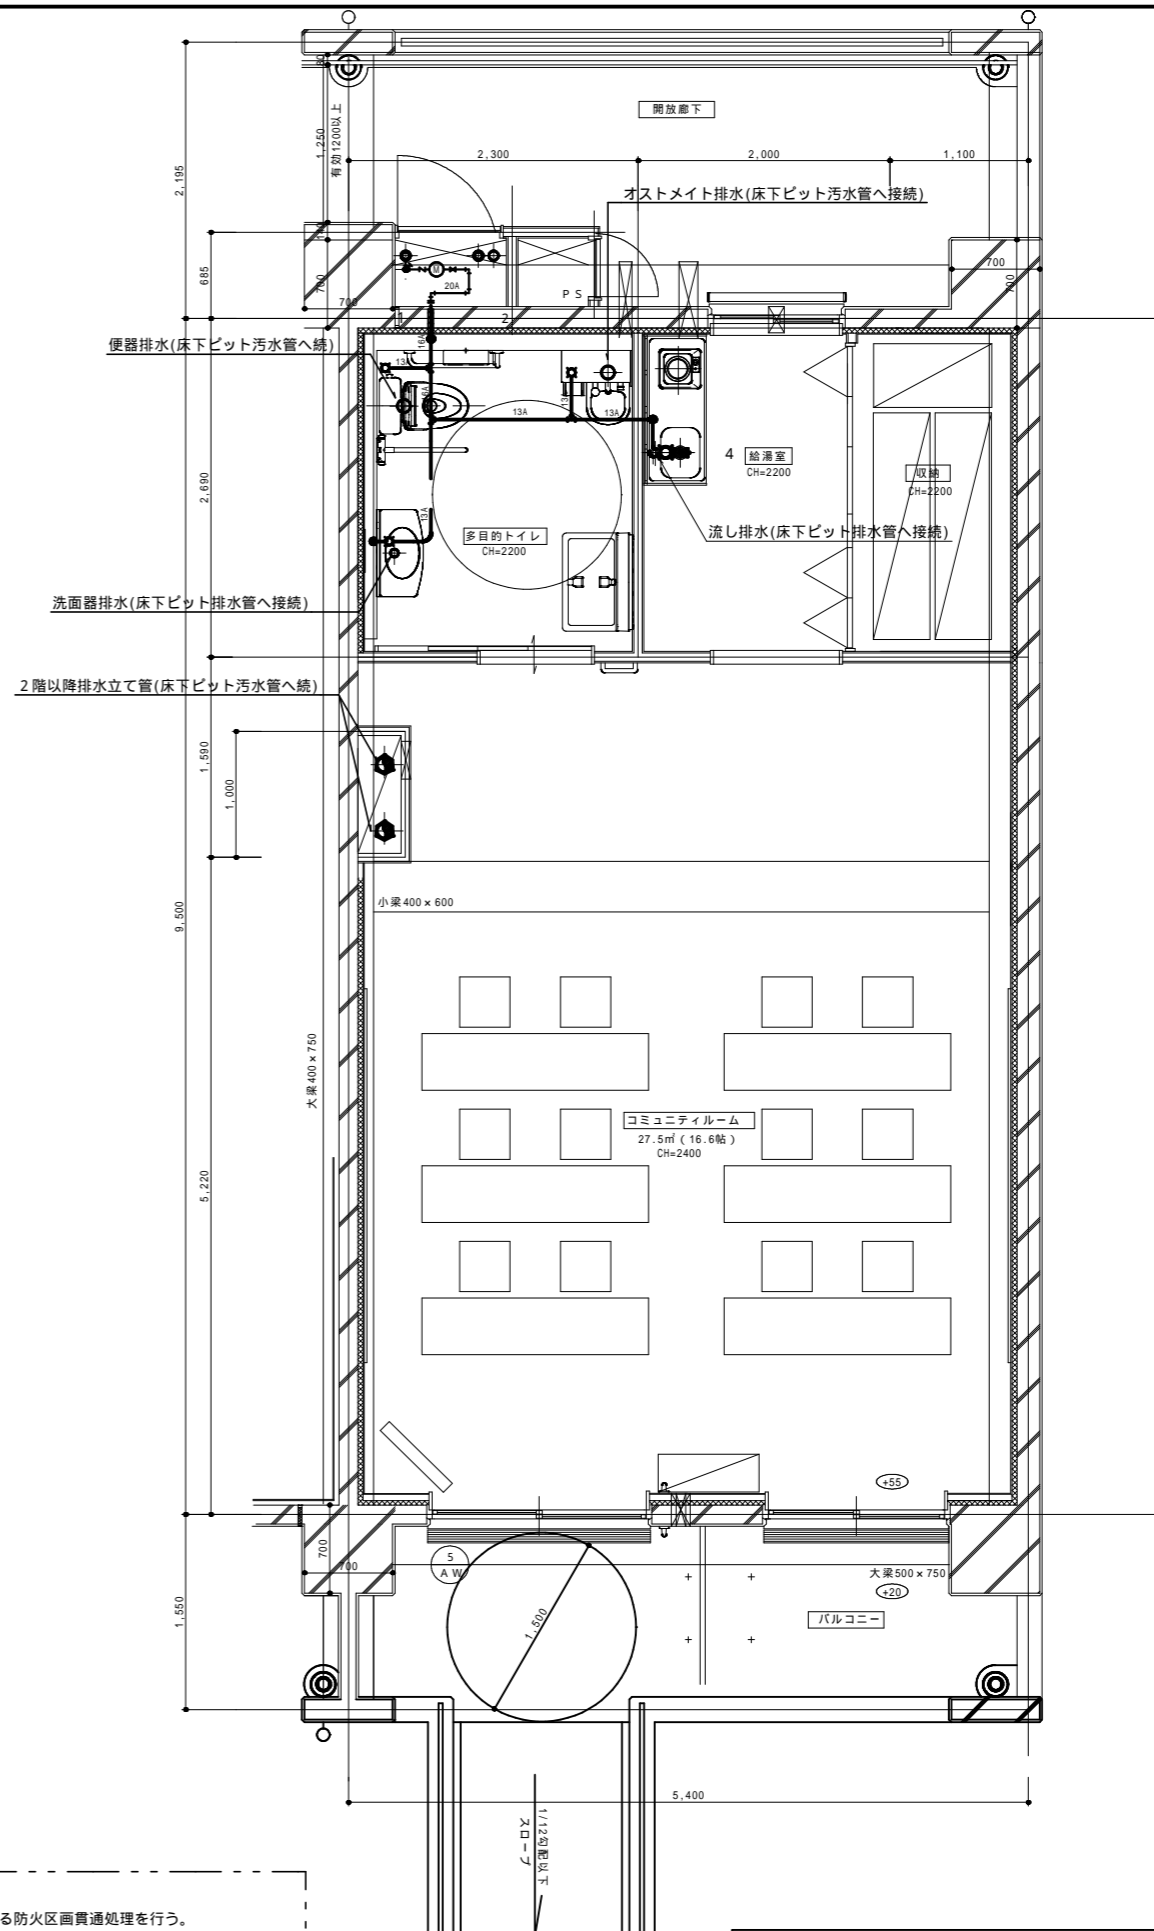 開放廊下
2,300
2,000
1,100
80
1,250
有効1200以上
2,195
オストメイト排水(床下ピット汚水管へ接続)
685
700
700
700
700
M
20A
PS
2
便器排水(床下ピット汚水管へ続)
16A
13A
16A
13A
13A
13A
4
給湯室
CH=2200
収納
CH=2200
2,690
13A
多目的トイレ
CH=2200
流し排水(床下ピット排水管へ接続)
洗面器排水(床下ピット排水管へ接続)
2階以降排水立て管(床下ピット汚水管へ続)
1,590
1,000
小梁400×600
9,500
大梁400×750
コミュニティルーム
27.5㎡(16.6帖)
CH=2400
5,220
+55
700
700
5
AW
大梁500×750
+20
1,500
バルコニー
1,550
5,400
1/12勾配以下
スロープ
る防火区画貫通処理を行う。